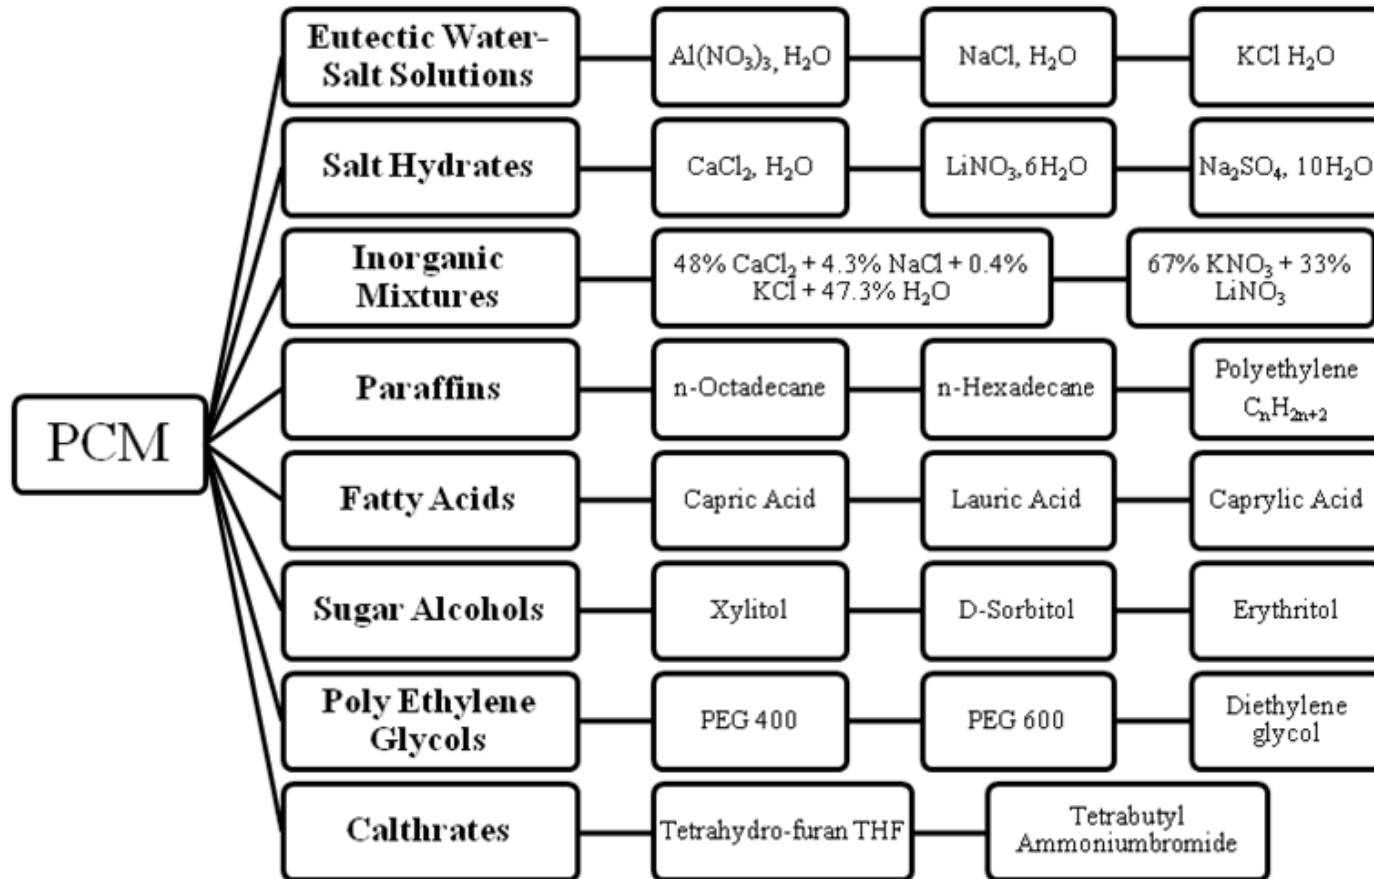 PCM
Eutectic Water-
Salt Solutions
Al(NO₃)₃, H₂O
NaCl, H₂O
KCl H₂O
Salt Hydrates
CaCl₂, H₂O
LiNO₃,6H₂O
Na₂SO₄, 10H₂O
Inorganic
Mixtures
48% CaCl₂ + 4.3% NaCl + 0.4%
KCl + 47.3% H₂O
67% KNO₃ + 33%
LiNO₃
Paraffins
n-Octadecane
n-Hexadecane
Polyethylene
CₙH₂ₙ₊₂
Fatty Acids
Capric Acid
Lauric Acid
Caprylic Acid
Sugar Alcohols
Xylitol
D-Sorbitol
Erythritol
Poly Ethylene
Glycols
PEG 400
PEG 600
Diethylene
glycol
Calthrates
Tetrahydro-furan THF
Tetrabutyl
Ammoniumbromide